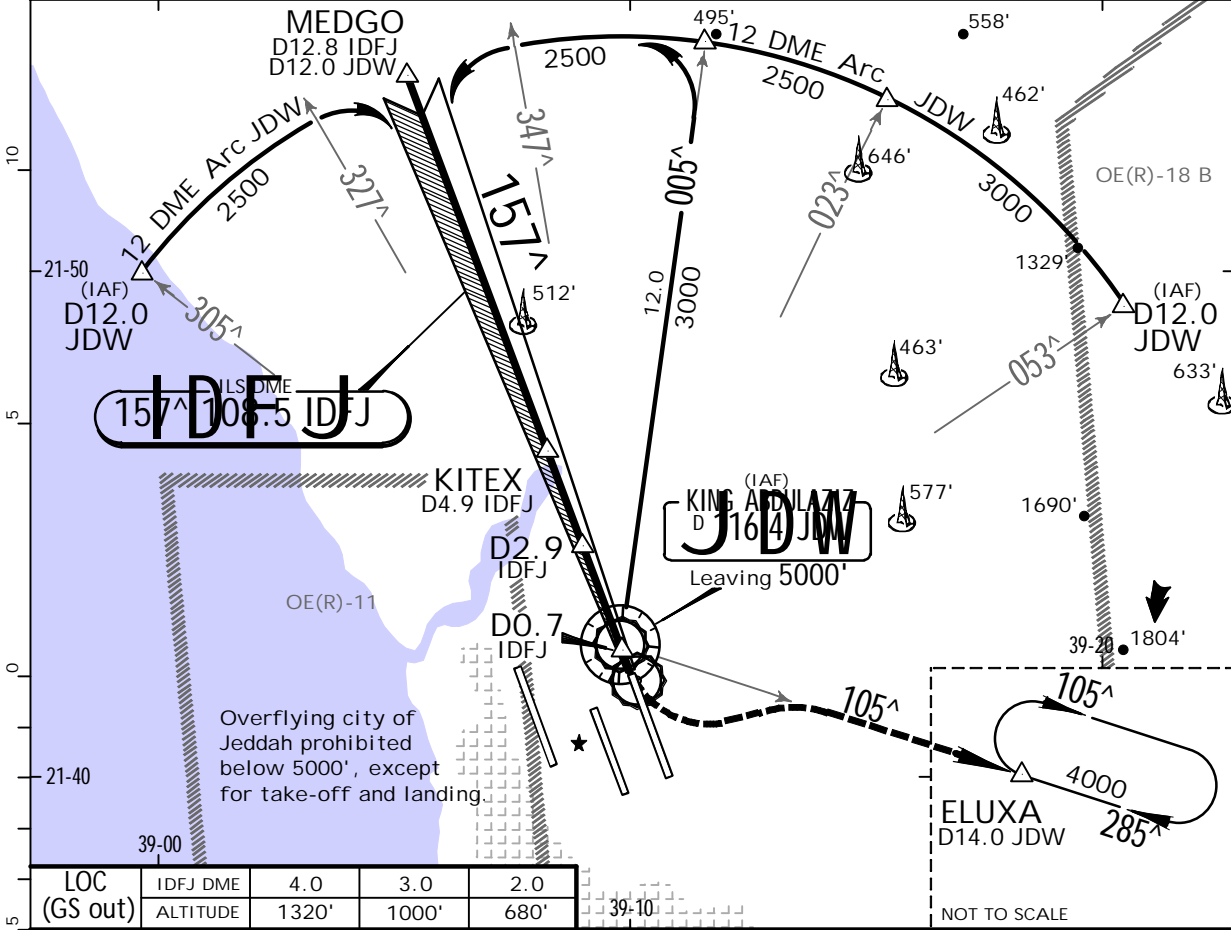 MEDGO
D12.8 IDFJ
D12.0 JDW
495'
558'
12 DME Arc JDW
2500
2500
462'
646'
12 DME Arc JDW
2500
327^
347^
005^
023^
3000
OE(R)-18 B
157^
10
21-50
(IAF)
D12.0
JDW
305^
512'
12.0
3000
1329'
(IAF)
D12.0
JDW
053^
463'
633'
ILS DME
157^ 108.5 IDFJ
IDFJ
5
KITEX
D4.9 IDFJ
(IAF)
KING ABDULAZIZ
D 116.4 JDW
JDW
Leaving 5000'
577'
1690'
D2.9
IDFJ
OE(R)-11
D0.7
IDFJ
0
39-20
1804'
105^
105^
Overflying city of
Jeddah prohibited
below 5000', except
for take-off and landing.
21-40
4000
285^
ELUXA
D14.0 JDW
39-00
LOC
(GS out)
IDFJ DME 4.0 3.0 2.0
ALTITUDE 1320' 1000' 680'
39-10
NOT TO SCALE
5